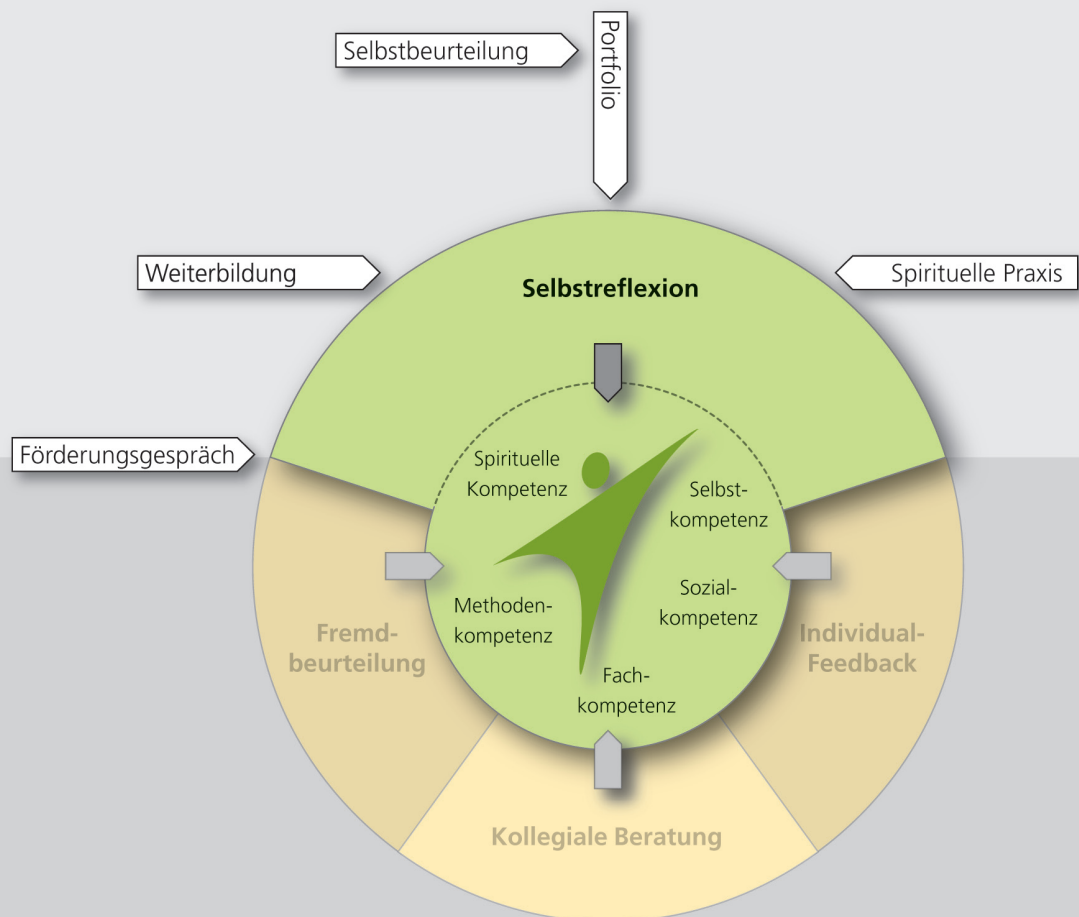 Portfolio
Selbstbeurteilung
Weiterbildung
Spirituelle Praxis
Selbstreflexion
Förderungsgespräch
Spirituelle
Kompetenz
Selbst-
kompetenz
Sozial-
kompetenz
Methoden-
kompetenz
Fach-
kompetenz
Fremd-
beurteilung
Individual-
Feedback
Kollegiale Beratung